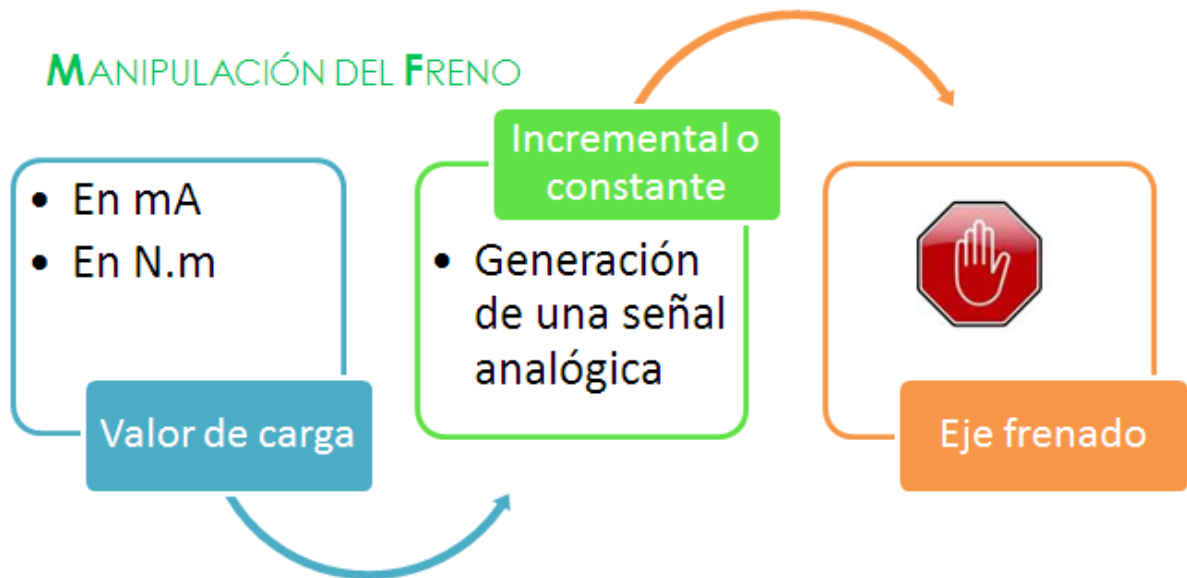 MANIPULACIÓN DEL FRENO
• En mA
• En N.m
Valor de carga
Incremental o
constante
• Generación
de una señal
analógica
Eje frenado